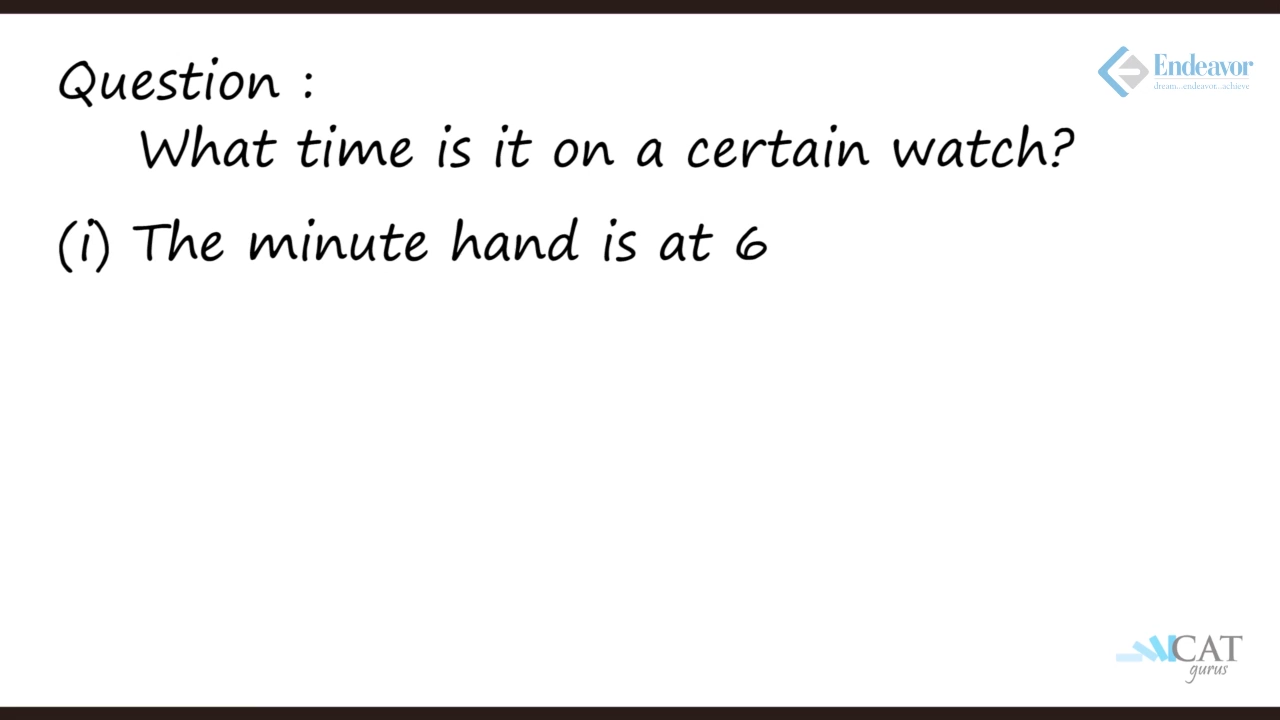 Question :
What time is it on a certain watch?
(i) The minute hand is at 6
Endeavor
dream...endeavor...achieve
CAT
gurus